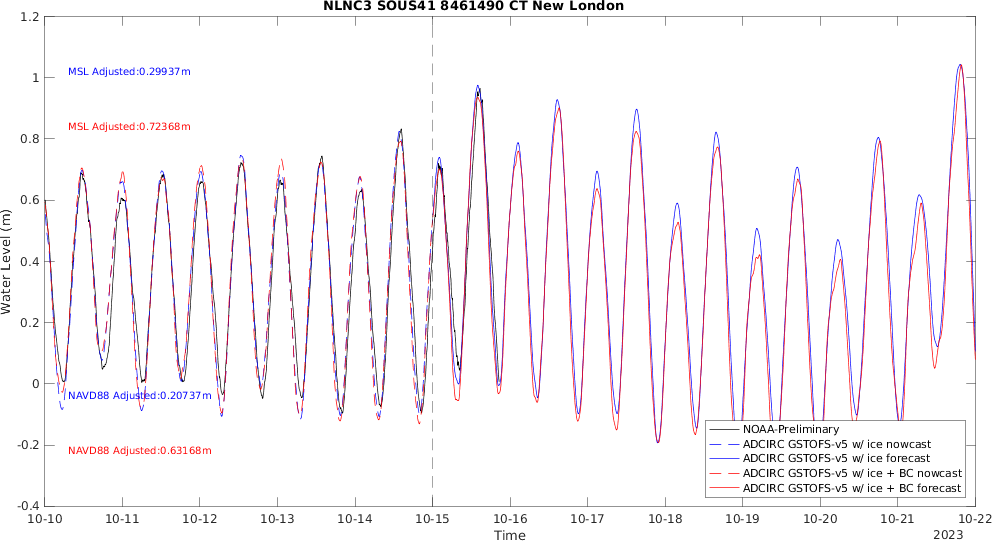 NLNC3 SOUS41 8461490 CT New London
1.2
1
0.8
0.6
0.4
0.2
0
-0.2
-0.4
Water Level (m)
MSL Adjusted:0.29937m
MSL Adjusted:0.72368m
NAVD88 Adjusted:0.20737m
NAVD88 Adjusted:0.63168m
NOAA-Preliminary
ADCIRC GSTOFS-v5 w/ ice nowcast
ADCIRC GSTOFS-v5 w/ ice forecast
ADCIRC GSTOFS-v5 w/ ice + BC nowcast
ADCIRC GSTOFS-v5 w/ ice + BC forecast
10-10 10-11 10-12 10-13 10-14 10-15 10-16 10-17 10-18 10-19 10-20 10-21 10-22
Time
2023